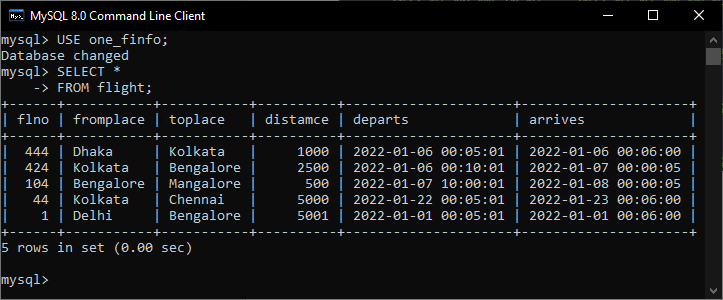 MySQL 8.0 Command Line Client
mysql> USE one_finfo;
Database changed
mysql> SELECT *
    -> FROM flight;
+------+-----------+-----------+----------+---------------------+---------------------+
| flno | fromplace | toplace   | distamce | departs             | arrives             |
+------+-----------+-----------+----------+---------------------+---------------------+
|  444 | Dhaka     | Kolkata   |     1000 | 2022-01-06 00:05:01 | 2022-01-06 00:06:00 |
|  424 | Kolkata   | Bengalore |     2500 | 2022-01-06 00:10:01 | 2022-01-07 00:00:05 |
|  104 | Bengalore | Mangalore |      500 | 2022-01-07 10:00:01 | 2022-01-08 00:00:05 |
|   44 | Kolkata   | Chennai   |     5000 | 2022-01-22 00:05:01 | 2022-01-23 00:06:00 |
|    1 | Delhi     | Bengalore |     5001 | 2022-01-01 00:05:01 | 2022-01-01 00:06:00 |
+------+-----------+-----------+----------+---------------------+---------------------+
5 rows in set (0.00 sec)
mysql>